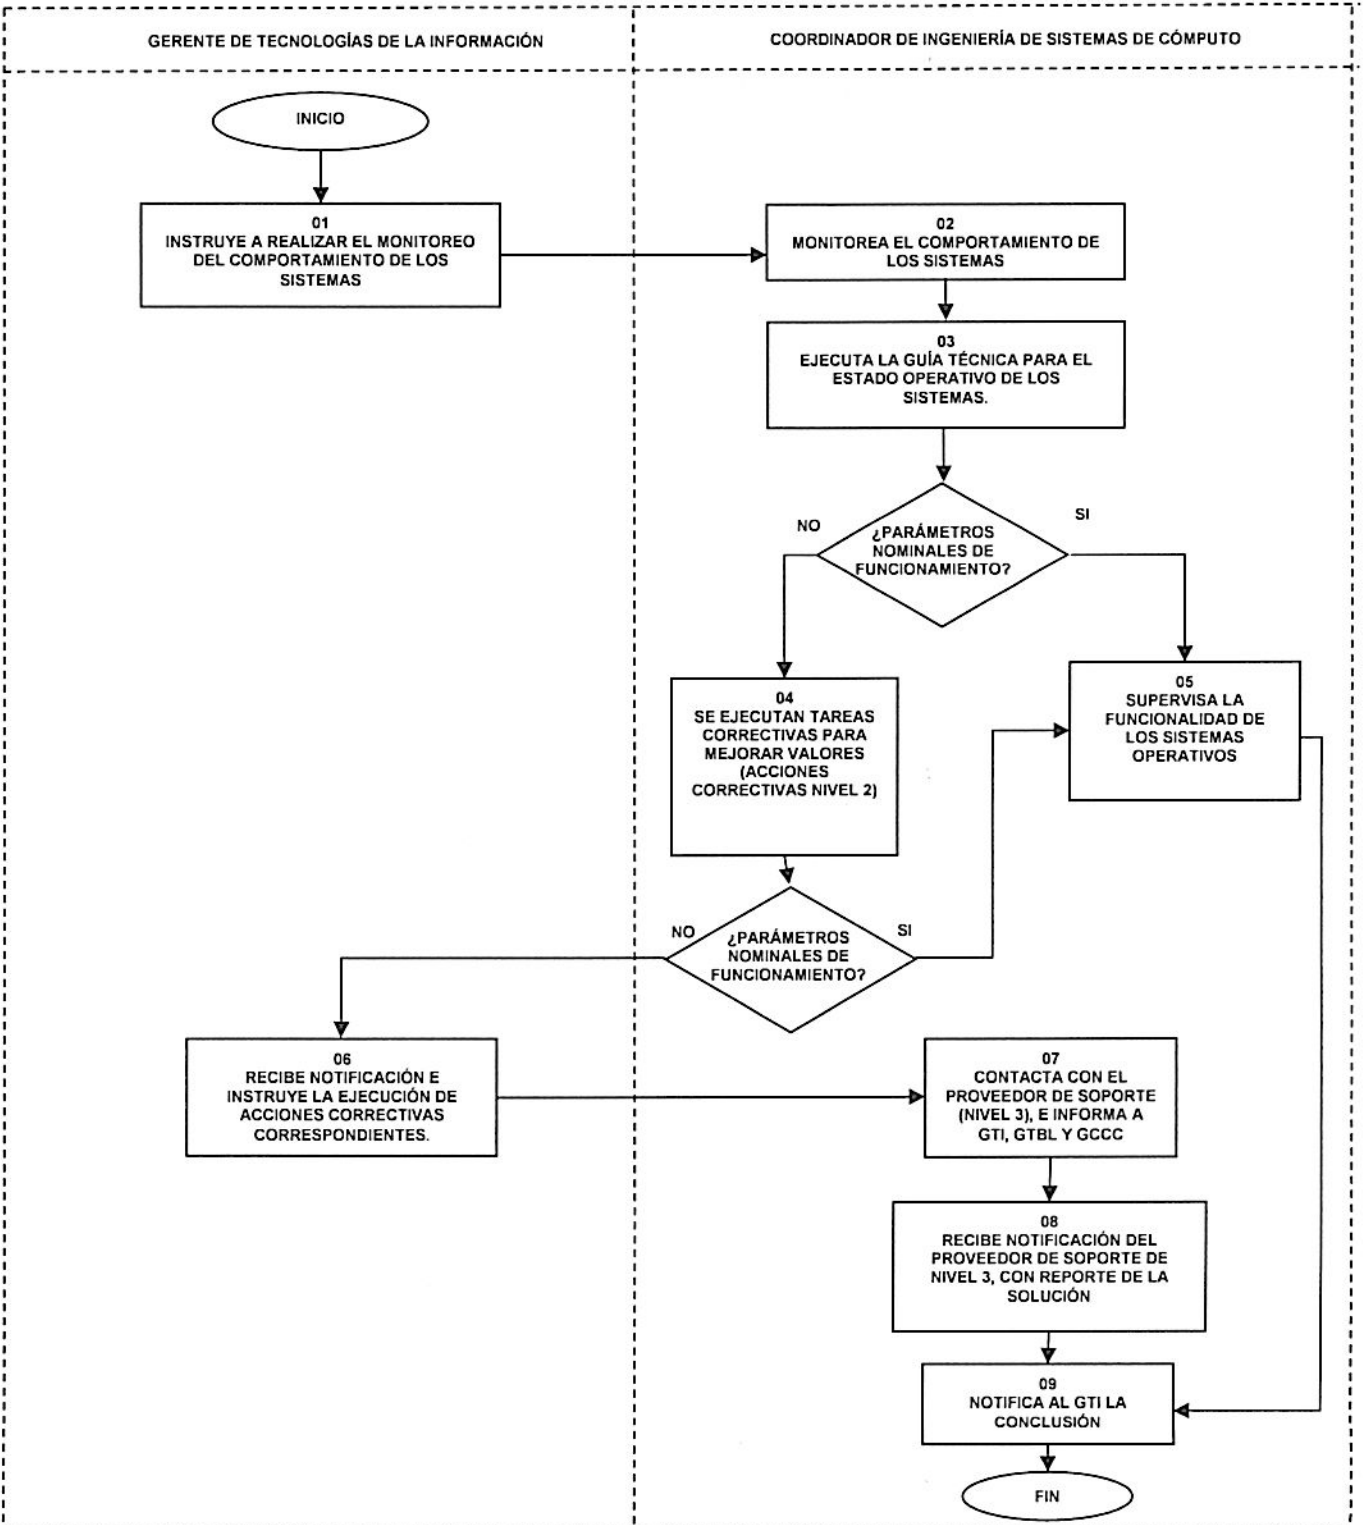 GERENTE DE TECNOLOGÍAS DE LA INFORMACIÓN
COORDINADOR DE INGENIERÍA DE SISTEMAS DE CÓMPUTO
INICIO
01
INSTRUYE A REALIZAR EL MONITOREO
DEL COMPORTAMIENTO DE LOS
SISTEMAS
02
MONITOREA EL COMPORTAMIENTO DE
LOS SISTEMAS
03
EJECUTA LA GUÍA TÉCNICA PARA EL
ESTADO OPERATIVO DE LOS
SISTEMAS.
NO
SI
¿PARÁMETROS
NOMINALES DE
FUNCIONAMIENTO?
04
SE EJECUTAN TAREAS
CORRECTIVAS PARA
MEJORAR VALORES
(ACCIONES
CORRECTIVAS NIVEL 2)
05
SUPERVISA LA
FUNCIONALIDAD DE
LOS SISTEMAS
OPERATIVOS
NO
SI
¿PARÁMETROS
NOMINALES DE
FUNCIONAMIENTO?
06
RECIBE NOTIFICACIÓN E
INSTRUYE LA EJECUCIÓN DE
ACCIONES CORRECTIVAS
CORRESPONDIENTES.
07
CONTACTA CON EL
PROVEEDOR DE SOPORTE
(NIVEL 3), E INFORMA A
GTI, GTBL Y GCCC
08
RECIBE NOTIFICACIÓN DEL
PROVEEDOR DE SOPORTE DE
NIVEL 3, CON REPORTE DE LA
SOLUCIÓN
09
NOTIFICA AL GTI LA
CONCLUSIÓN
FIN